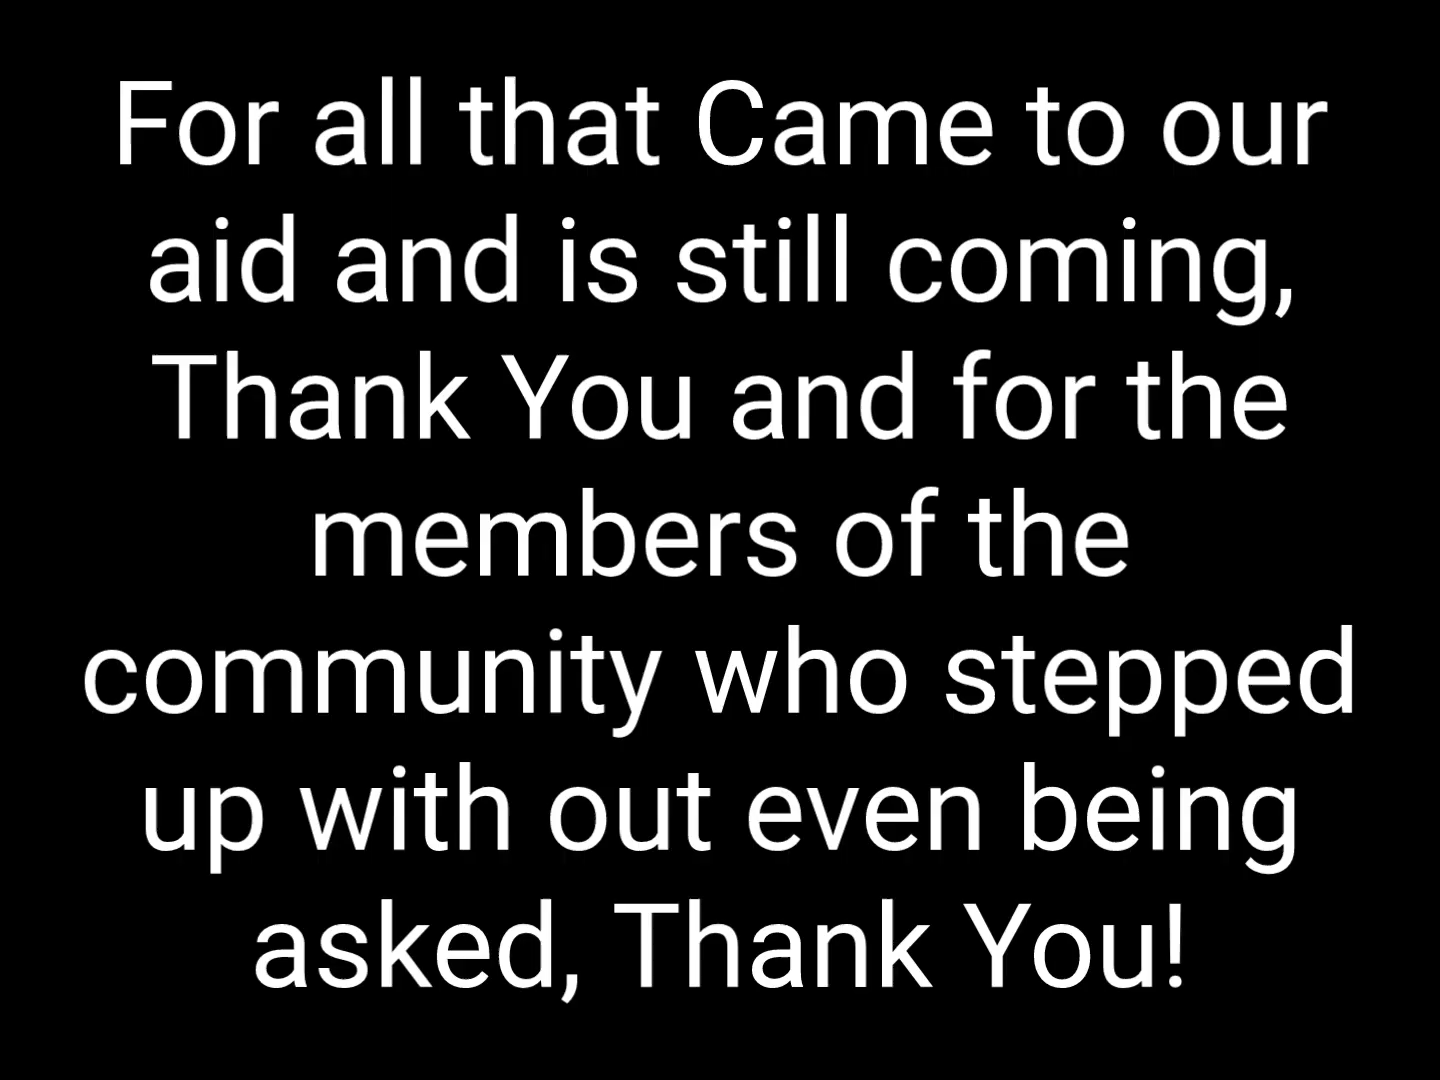 For all that Came to our
aid and is still coming,
Thank You and for the
members of the
community who stepped
up with out even being
asked, Thank You!